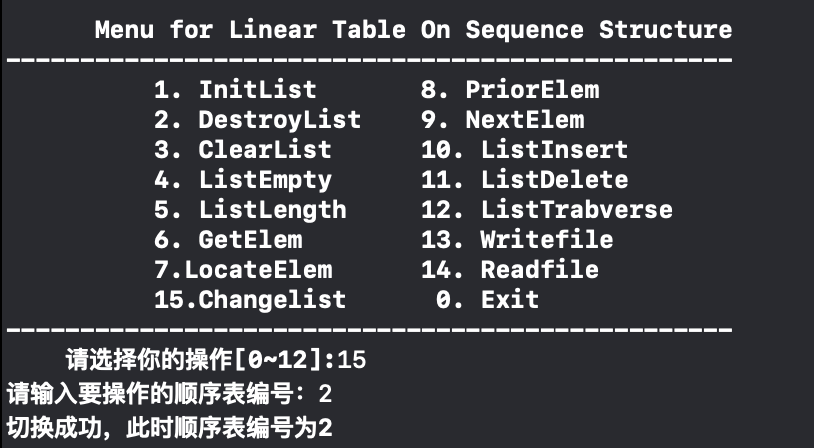 Menu for Linear Table On Sequence Structure
-------------------------------------------------
1. InitList 8. PriorElem
2. DestroyList 9. NextElem
3. ClearList 10. ListInsert
4. ListEmpty 11. ListDelete
5. ListLength 12. ListTrabverse
6. GetElem 13. Writefile
7.LocateElem 14. Readfile
15.Changelist 0. Exit
-------------------------------------------------
请选择你的操作[0~12]:15
请输入要操作的顺序表编号：2
切换成功，此时顺序表编号为2